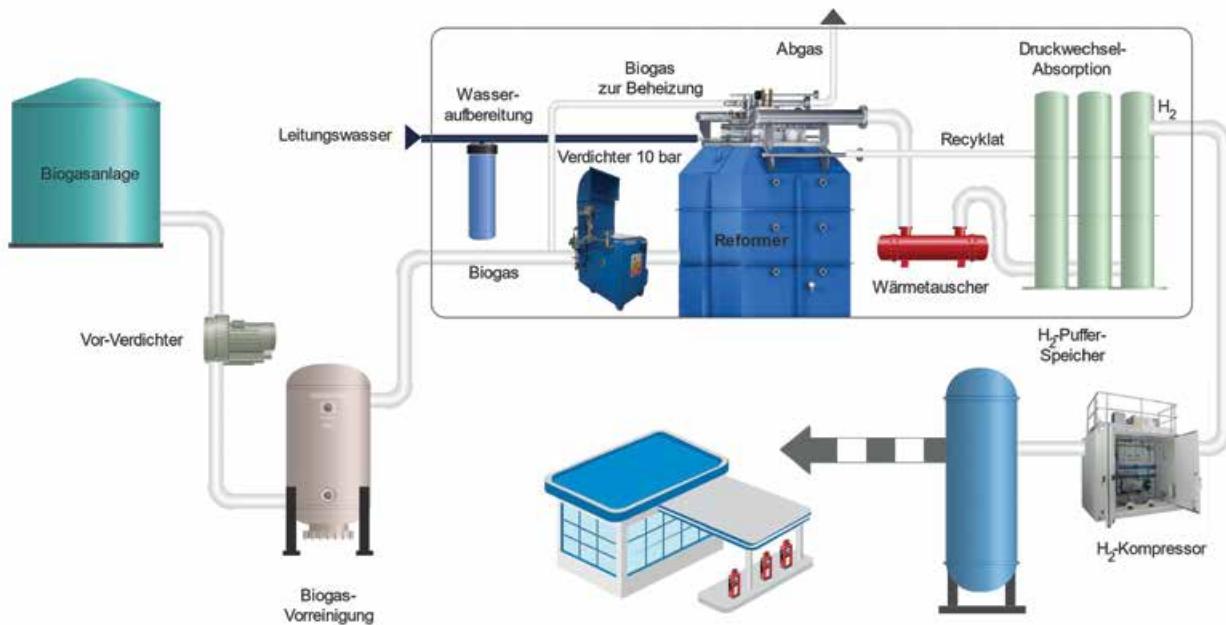 Abgas
Druckwechsel-
Absorption
Biogas
zur Beheizung
Wasser-
aufbereitung
H₂
Leitungswasser
Recyklat
Verdichter 10 bar
Biogasanlage
Reformer
Biogas
Wärmetauscher
Vor-Verdichter
H₂-Puffer-
Speicher
H₂-Kompressor
Biogas-
Vorreinigung